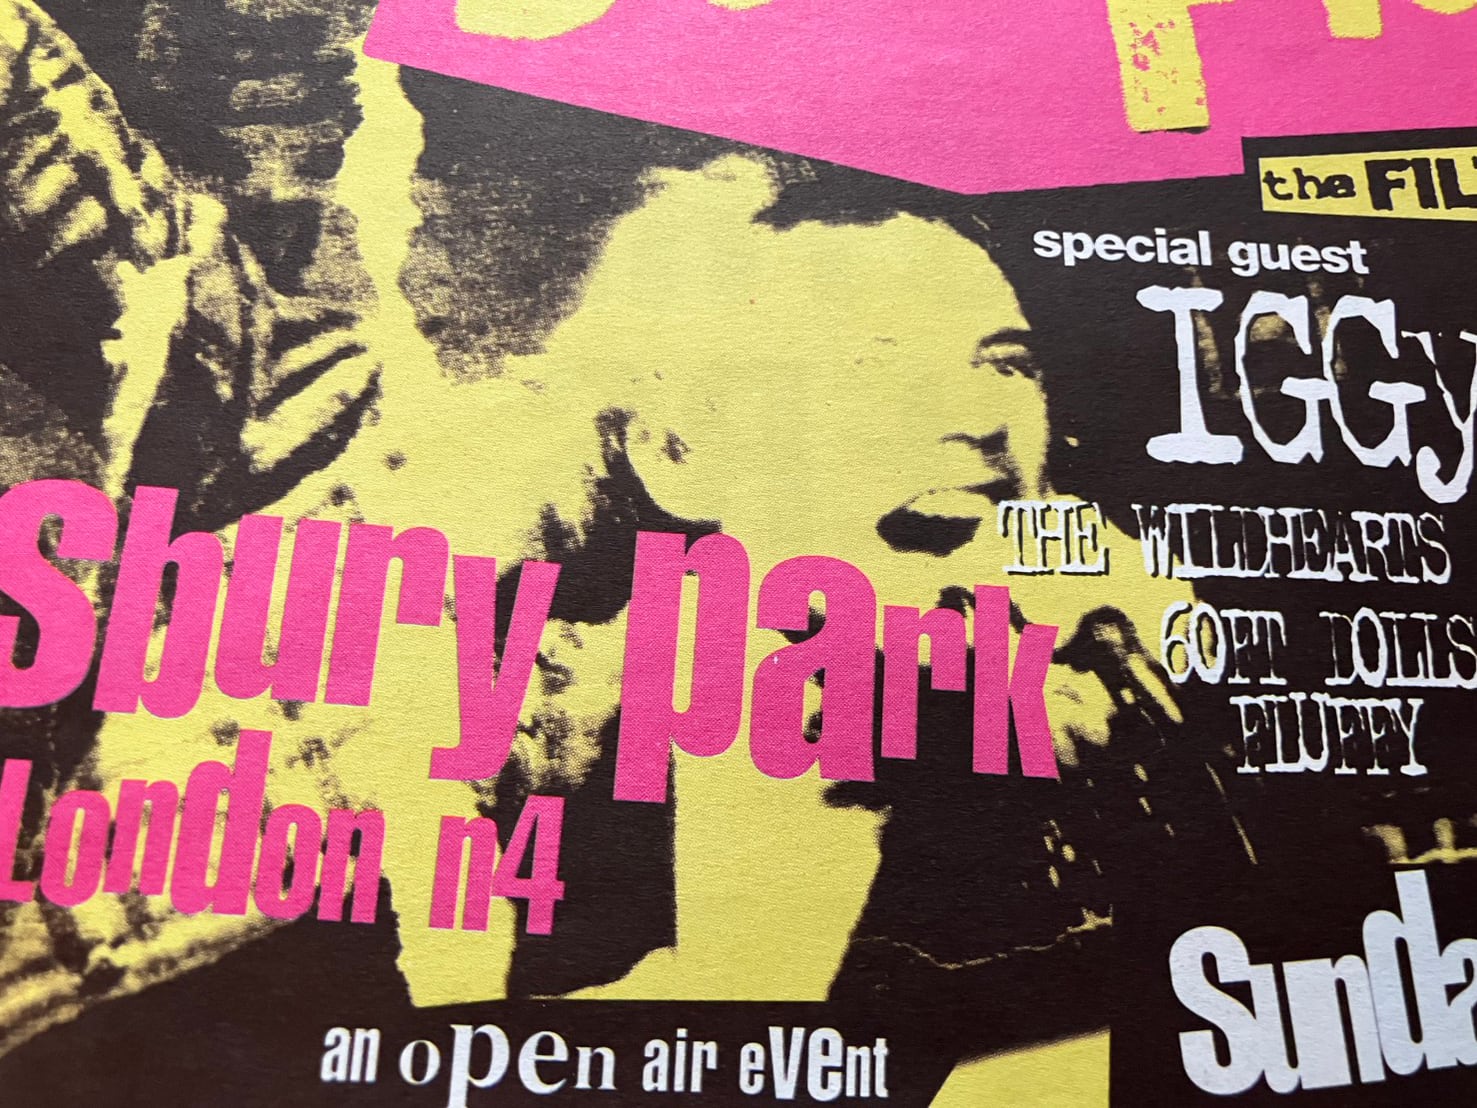 the FIL
special guest
IGGy
THE WILDHEARTS
60FT DOLLS
FLUFFY
sbury park
London n4
Sunda
an open air eVent